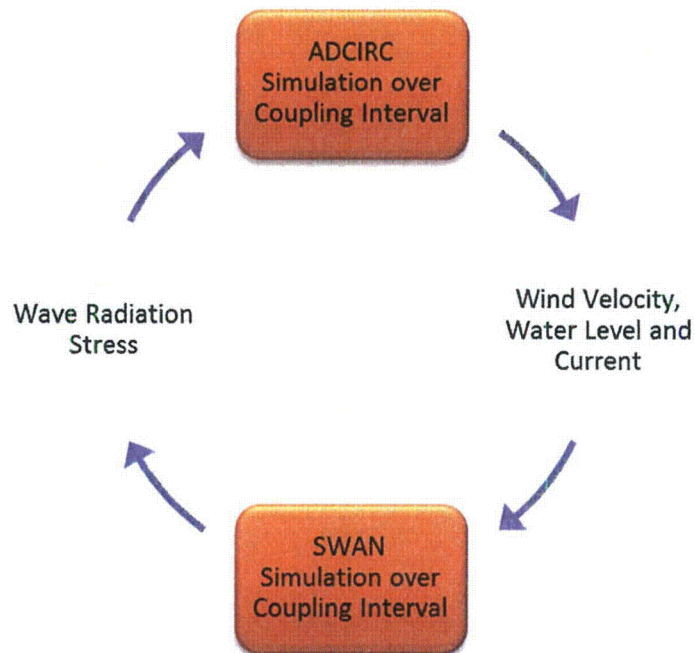 ADCIRC
Simulation over
Coupling Interval
Wind Velocity,
Water Level and
Current
SWAN
Simulation over
Coupling Interval
Wave Radiation
Stress